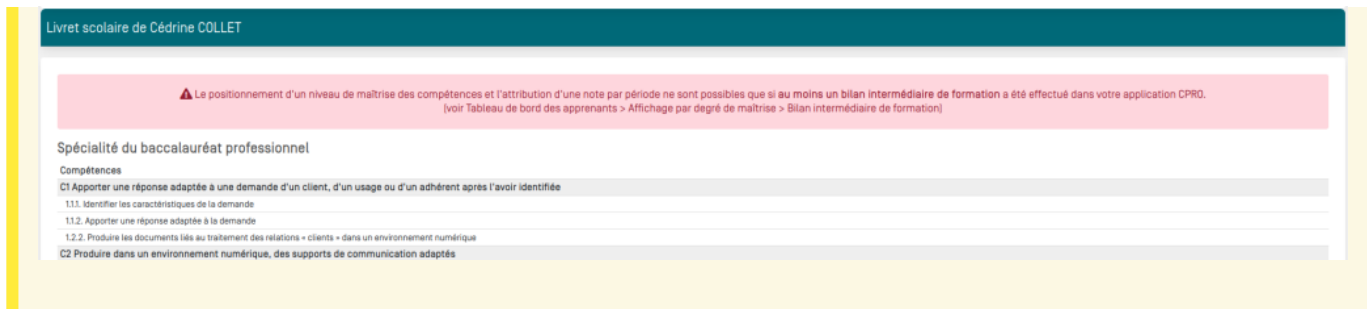 Livret scolaire de Cédrine COLLET
Le positionnement d'un niveau de maîtrise des compétences et l'attribution d'une note par période ne sont possibles que si au moins un bilan intermédiaire de formation a été effectué dans votre application CPRO.
(voir Tableau de bord des apprenants > Affichage par degré de maîtrise > Bilan intermédiaire de formation)
Spécialité du baccalauréat professionnel
Compétences
C1 Apporter une réponse adaptée à une demande d'un client, d'un usage ou d'un adhérent après l'avoir identifiée
1.1.1. Identifier les caractéristiques de la demande
1.1.2. Apporter une réponse adaptée à la demande
1.2.2. Produire les documents liés au traitement des relations « clients » dans un environnement numérique
C2 Produire dans un environnement numérique, des supports de communication adaptés